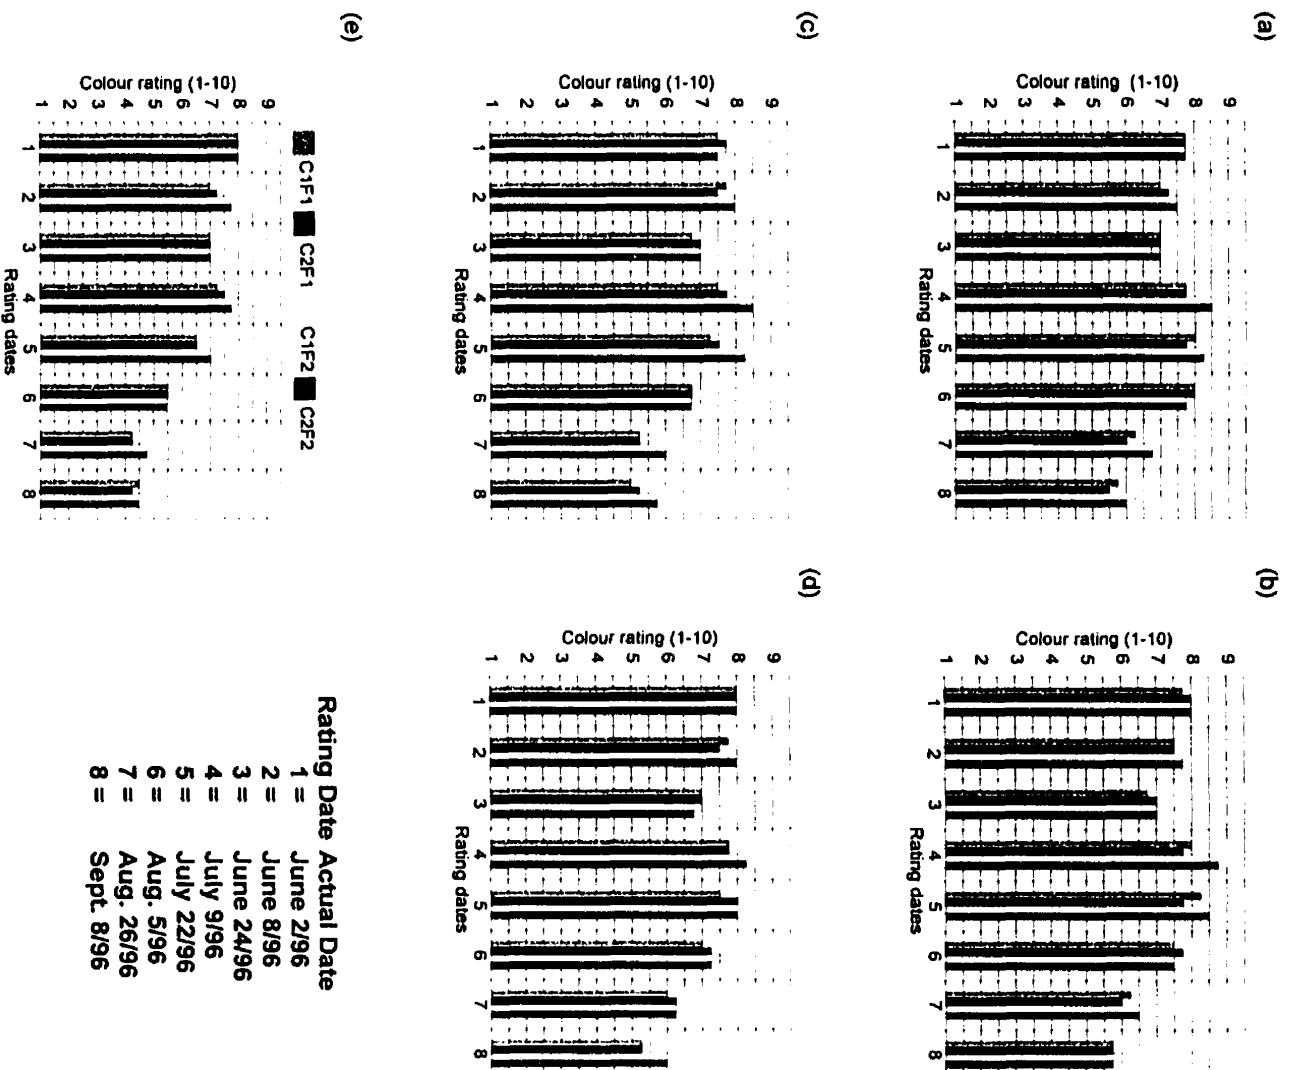 (a)
Colour rating (1-10)
9
8
7
6
5
4
3
2
1
1 2 3 4 5 6 7 8
Rating dates
(b)
Colour rating (1-10)
9
8
7
6
5
4
3
2
1
1 2 3 4 5 6 7 8
Rating dates
(c)
Colour rating (1-10)
9
8
7
6
5
4
3
2
1
1 2 3 4 5 6 7 8
Rating dates
(d)
Colour rating (1-10)
9
8
7
6
5
4
3
2
1
1 2 3 4 5 6 7 8
Rating dates
(e)
C1F1 C2F1 C1F2 C2F2
Colour rating (1-10)
9
8
7
6
5
4
3
2
1
1 2 3 4 5 6 7 8
Rating dates
Rating Date Actual Date
1 = June 2/96
2 = June 8/96
3 = June 24/96
4 = July 9/96
5 = July 22/96
6 = Aug. 5/96
7 = Aug. 26/96
8 = Sept. 8/96